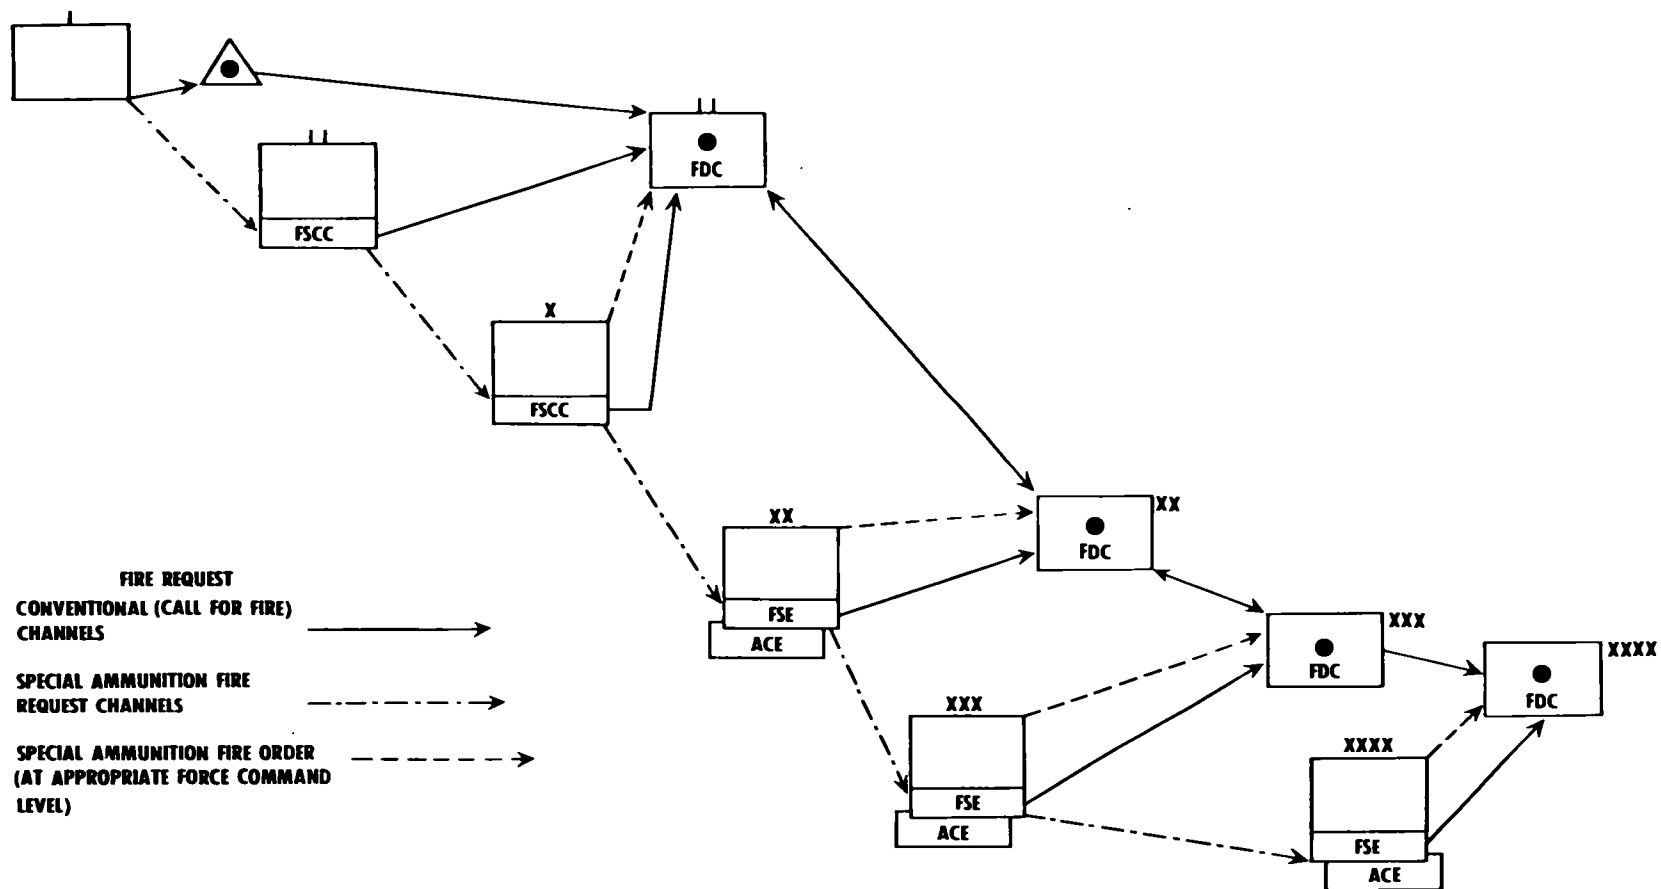 FDC
FSCC
X
FSCC
XX
FSE
ACE
XX
FDC
XXX
FDC
XXXX
FDC
XXX
FSE
ACE
XXXX
FSE
ACE
FIRE REQUEST
CONVENTIONAL (CALL FOR FIRE)
CHANNELS
SPECIAL AMMUNITION FIRE
REQUEST CHANNELS
SPECIAL AMMUNITION FIRE ORDER
(AT APPROPRIATE FORCE COMMAND
LEVEL)